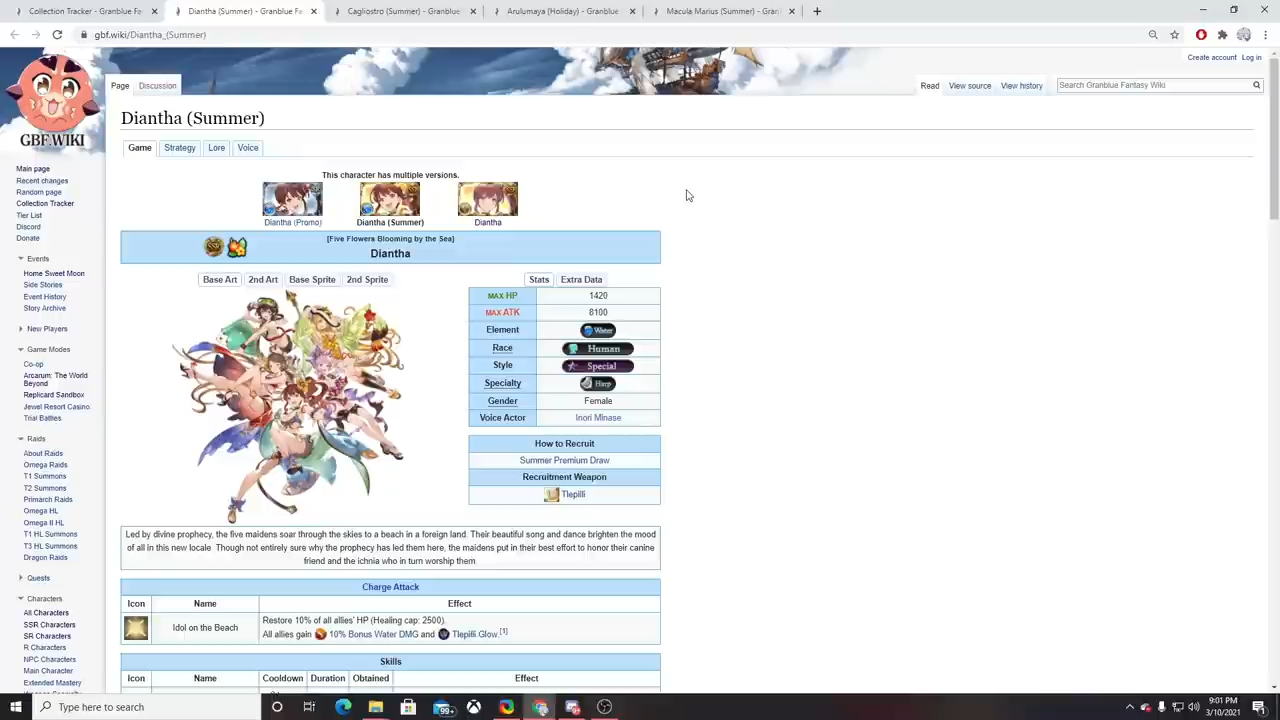 Collection Tracker - Granblue Fa
Diantha (Summer) - Granblue Fa
Cagliostro (Summer) - Granblue
Arulumaya (Holiday) - Granblue
Macula Marius (Summer) - Granb
gbf.wiki/Diantha_(Summer)
Create account Log in
Page Discussion
Read View source View history
Search Granblue Fantasy Wiki
GBF.WIKI
Diantha (Summer)
Game Strategy Lore Voice
Main page
Recent changes
Random page
Collection Tracker
Tier List
Discord
Donate
Events
Home Sweet Moon
Side Stories
Event History
Story Archive
New Players
Game Modes
Co-op
Arcarum: The World
Beyond
Replicard Sandbox
Jewel Resort Casino
Trial Battles
Raids
About Raids
Omega Raids
T1 Summons
T2 Summons
Primarch Raids
Omega HL
Omega II HL
T1 HL Summons
T3 HL Summons
Dragon Raids
Quests
Characters
All Characters
SSR Characters
SR Characters
R Characters
NPC Characters
Main Character
Extended Mastery
This character has multiple versions.
Diantha (Promo) Diantha (Summer) Diantha
[Five Flowers Blooming by the Sea]
Diantha
Base Art 2nd Art Base Sprite 2nd Sprite
Stats Extra Data
MAX HP 1420
MAX ATK 8100
Element Water
Race Human
Style Special
Specialty Harp
Gender Female
Voice Actor Inori Minase
How to Recruit
Summer Premium Draw
Recruitment Weapon
Tlepilli
Led by divine prophecy, the five maidens soar through the skies to a beach in a foreign land. Their beautiful song and dance brighten the mood
of all in this new locale. Though not entirely sure why the prophecy has led them here, the maidens put in their best effort to honor their canine
friend and the ichnia who in turn worship them.
Charge Attack
Icon Name Effect
Idol on the Beach
Restore 10% of all allies' HP (Healing cap: 2500).
All allies gain 10% Bonus Water DMG and Tlepilli Glow.[1]
Skills
Icon Name Cooldown Duration Obtained Effect
Type here to search
99+
9:01 PM
3/10/2021